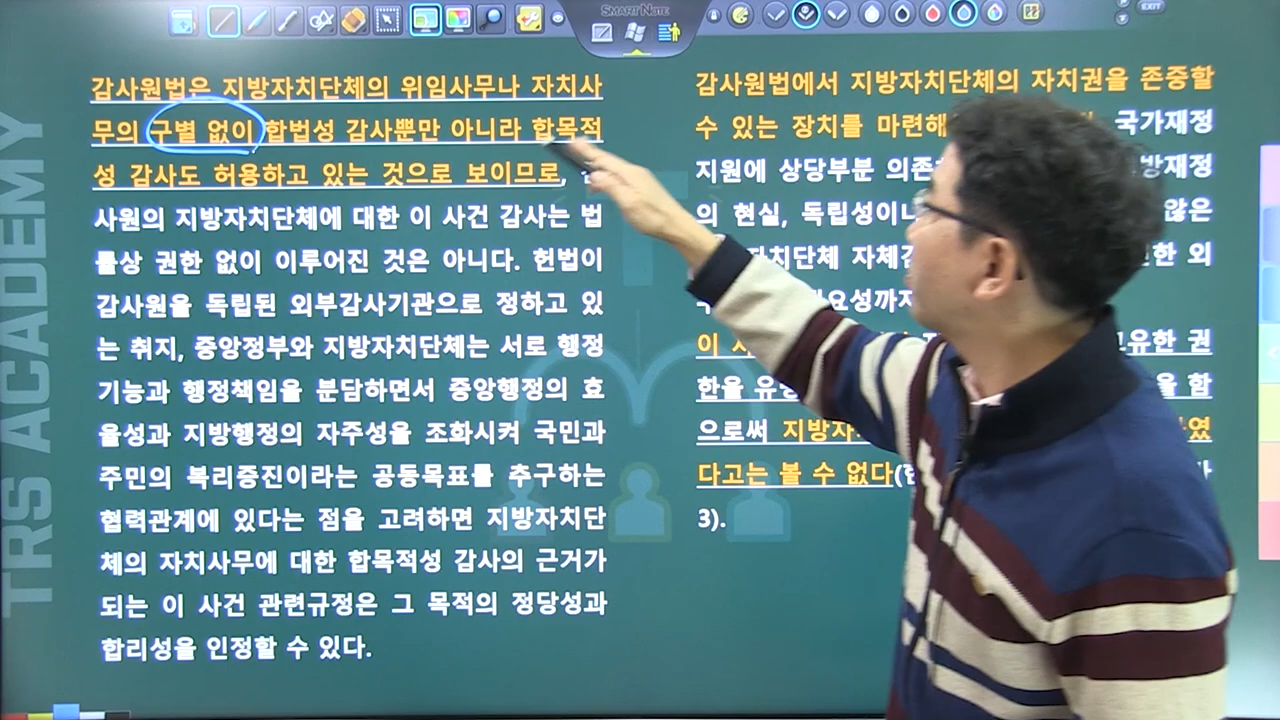 SMART NOTE
EXIT
TRS ACADEMY
감사원법은 지방자치단체의 위임사무나 자치사
무의 구별 없이 합법성 감사뿐만 아니라 합목적
성 감사도 허용하고 있는 것으로 보이므로,
사원의 지방자치단체에 대한 이 사건 감사는 법
률상 권한 없이 이루어진 것은 아니다. 헌법이
감사원을 독립된 외부감사기관으로 정하고 있
는 취지, 중앙정부와 지방자치단체는 서로 행정
기능과 행정책임을 분담하면서 중앙행정의 효
율성과 지방행정의 자주성을 조화시켜 국민과
주민의 복리증진이라는 공동목표를 추구하는
협력관계에 있다는 점을 고려하면 지방자치단
체의 자치사무에 대한 합목적성 감사의 근거가
되는 이 사건 관련규정은 그 목적의 정당성과
합리성을 인정할 수 있다.
감사원법에서 지방자치단체의 자치권을 존중할
수 있는 장치를 마련해 국가재정
지원에 상당부분 의존 방재정
의 현실, 독립성이나 않은
자치단체 자체감 한 외
요성까지
이 유한 권
한을 유명 을 함
으로써 지방자 였
다고는 볼 수 없다(
3).